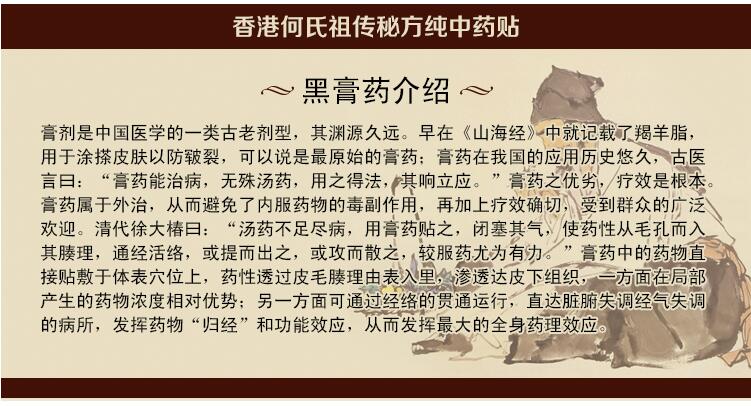 香港何氏祖传秘方纯中药贴
黑膏药介绍
膏剂是中国医学的一类古老剂型，其渊源久远。早在《山海经》中就记载了羯羊脂，
用于涂搽皮肤以防皲裂，可以说是最原始的膏药；膏药在我国的应用历史悠久，古医
言曰：“膏药能治病，无殊汤药，用之得法，其响立应。”膏药之优劣，疗效是根本。
膏药属于外治，从而避免了内服药物的毒副作用，再加上疗效确切，受到群众的广泛
欢迎。清代徐大椿曰：“汤药不足尽病，用膏药贴之，闭塞其气，使药性从毛孔而入
其腠理，通经活络，或提而出之，或攻而散之，较服药尤为有力。”膏药中的药物直
接贴敷于体表穴位上，药性透过皮毛腠理由表入里，渗透达皮下组织，一方面在局部
产生的药物浓度相对优势；另一方面可通过经络的贯通运行，直达脏腑失调经气失调
的病所，发挥药物“归经”和功能效应，从而发挥最大的全身药理效应。